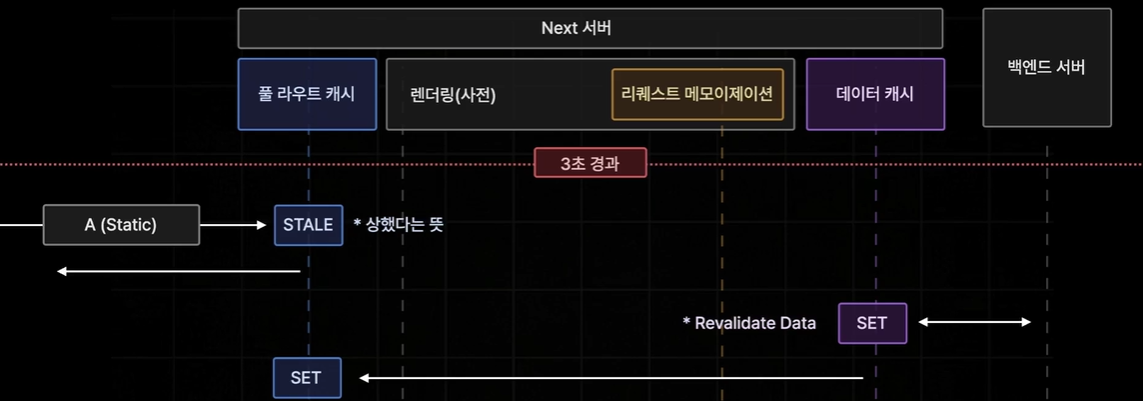 Next 서버
백엔드 서버
풀 라우트 캐시
렌더링(사전)
리퀘스트 메모이제이션
데이터 캐시
3초 경과
A (Static)
STALE
* 상했다는 뜻
* Revalidate Data
SET
SET